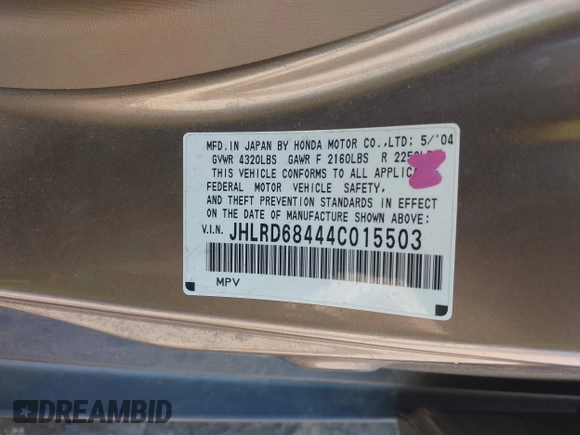 MFD.IN JAPAN BY HONDA MOTOR CO.,LTD: 5/'04
GVWR 4320LBS GAWR F 2160LBS R
THIS VEHICLE CONFORMS TO ALL
FEDERAL MOTOR VEHICLE SAFETY,
AND THEFT PREVENTION STANDARDS IN EFFECT
ON THE DATE OF MANUFACTURE SHOWN ABOVE:
V.I.N. JHLRD68444C015503
MPV
DREAMBID